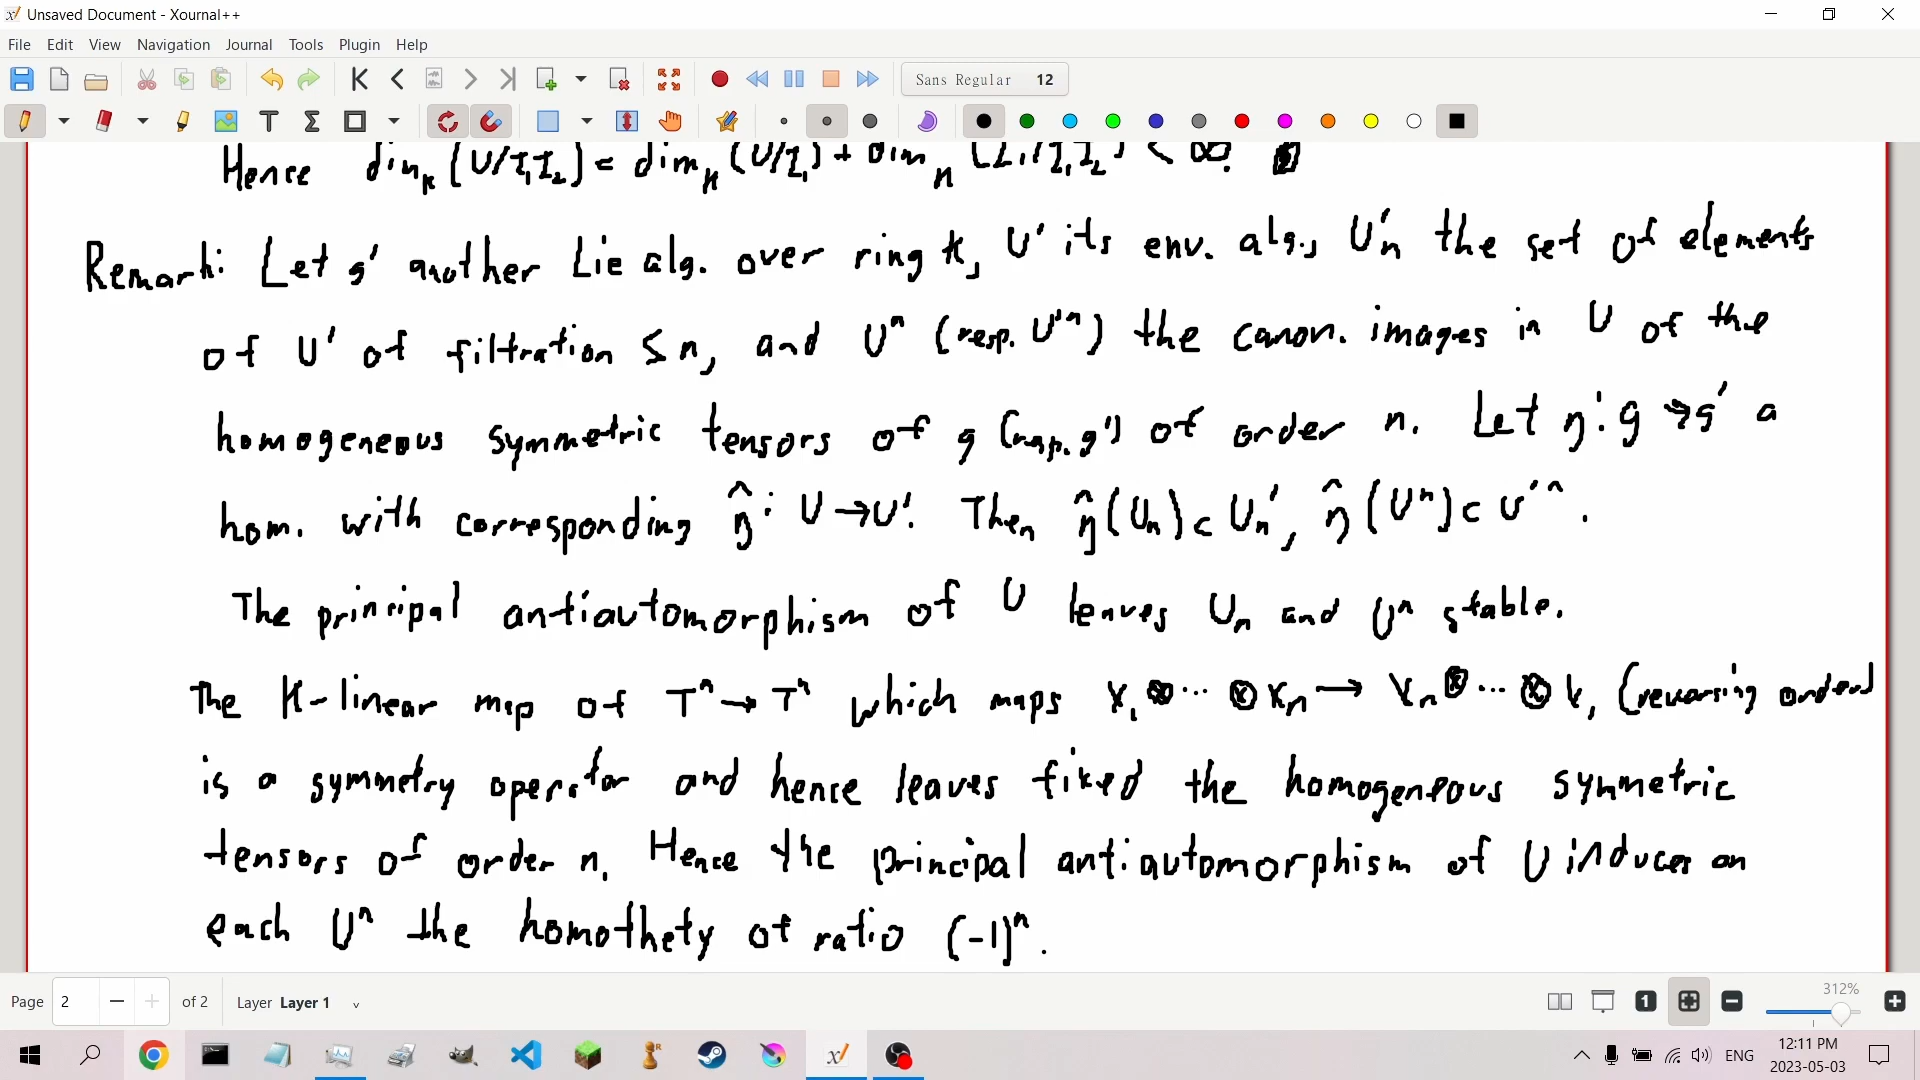 Unsaved Document - Xournal++
File Edit View Navigation Journal Tools Plugin Help
Sans Regular 12
Hence dim_k (U/I_1I_2) = dim_k (U/I_1) + dim_k (I_1/I_1I_2) < ∞.
Remark: Let g' another Lie alg. over ring K, U' its env. alg., U'_n the set of elements
of U' of filtration ≤ n, and U^n (resp. U'^n) the canon. images in U of the
homogeneous symmetric tensors of g (resp. g') of order n. Let η: g → g' a
hom. with corresponding η̂: U → U'. Then η̂(U_n) ⊂ U_n', η̂(U^n) ⊂ U'^n.
The principal antiautomorphism of U leaves U_n and U^n stable.
The K-linear map of T^n → T^n which maps x_1 ⊗ ... ⊗ x_n → x_n ⊗ ... ⊗ x_1 (reversing order)
is a symmetry operator and hence leaves fixed the homogeneous symmetric
tensors of order n. Hence the principal antiautomorphism of U induces on
each U^n the homothety of ratio (-1)^n.
Page 2 of 2 Layer Layer 1 312%
ENG 12:11 PM
2023-05-03